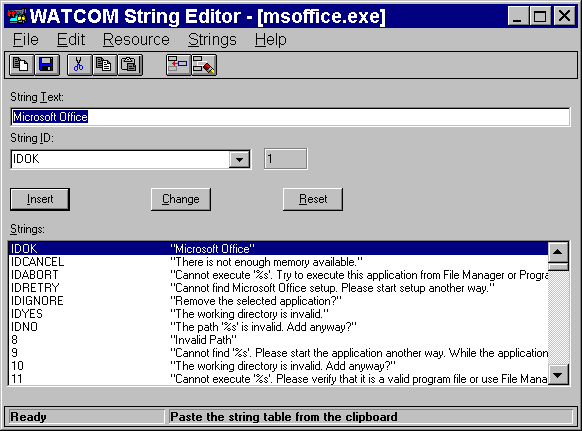 WATCOM String Editor - [msoffice.exe]
File Edit Resource Strings Help
String Text:
Microsoft Office
String ID:
IDOK 1
Insert Change Reset
Strings:
IDOK "Microsoft Office"
IDCANCEL "There is not enough memory available."
IDABORT "Cannot execute '%s'. Try to execute this application from File Manager or Progra
IDRETRY "Cannot find Microsoft Office setup. Please start setup another way."
IDIGNORE "Remove the selected application?"
IDYES "The working directory is invalid."
IDNO "The path '%s' is invalid. Add anyway?"
8 "Invalid Path"
9 "Cannot find '%s'. Please start the application another way. While the application
10 "The working directory is invalid. Add anyway?"
11 "Cannot execute '%s'. Please verify that it is a valid program file or use File Mana
Ready Paste the string table from the clipboard